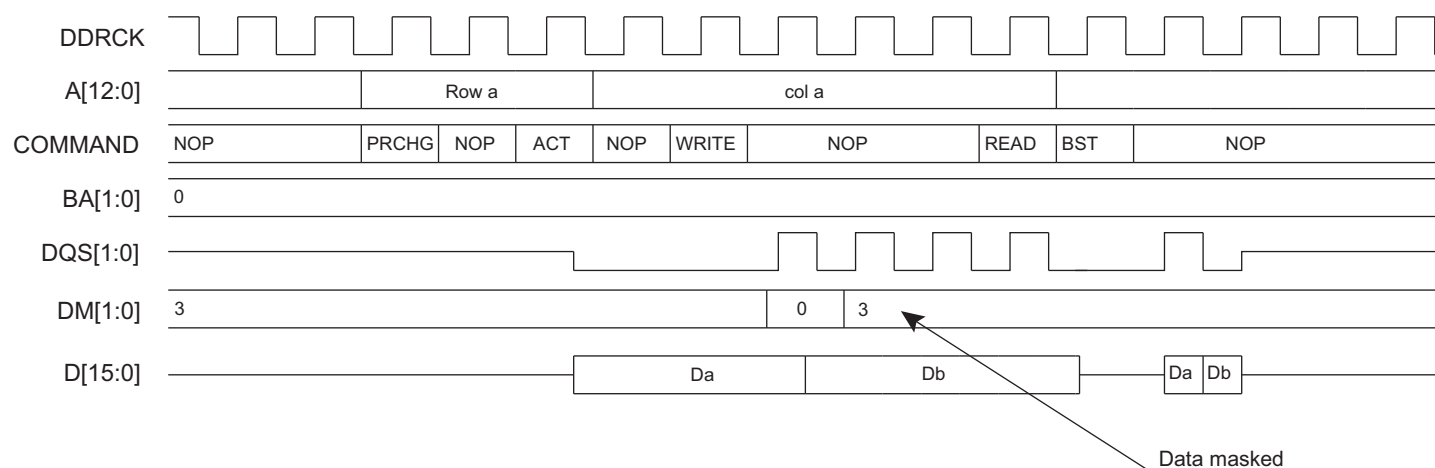 DDRCK
A[12:0] Row a col a
COMMAND NOP PRCHG NOP ACT NOP WRITE NOP READ BST NOP
BA[1:0] 0
DQS[1:0]
DM[1:0] 3 0 3
D[15:0] Da Db Da Db
Data masked